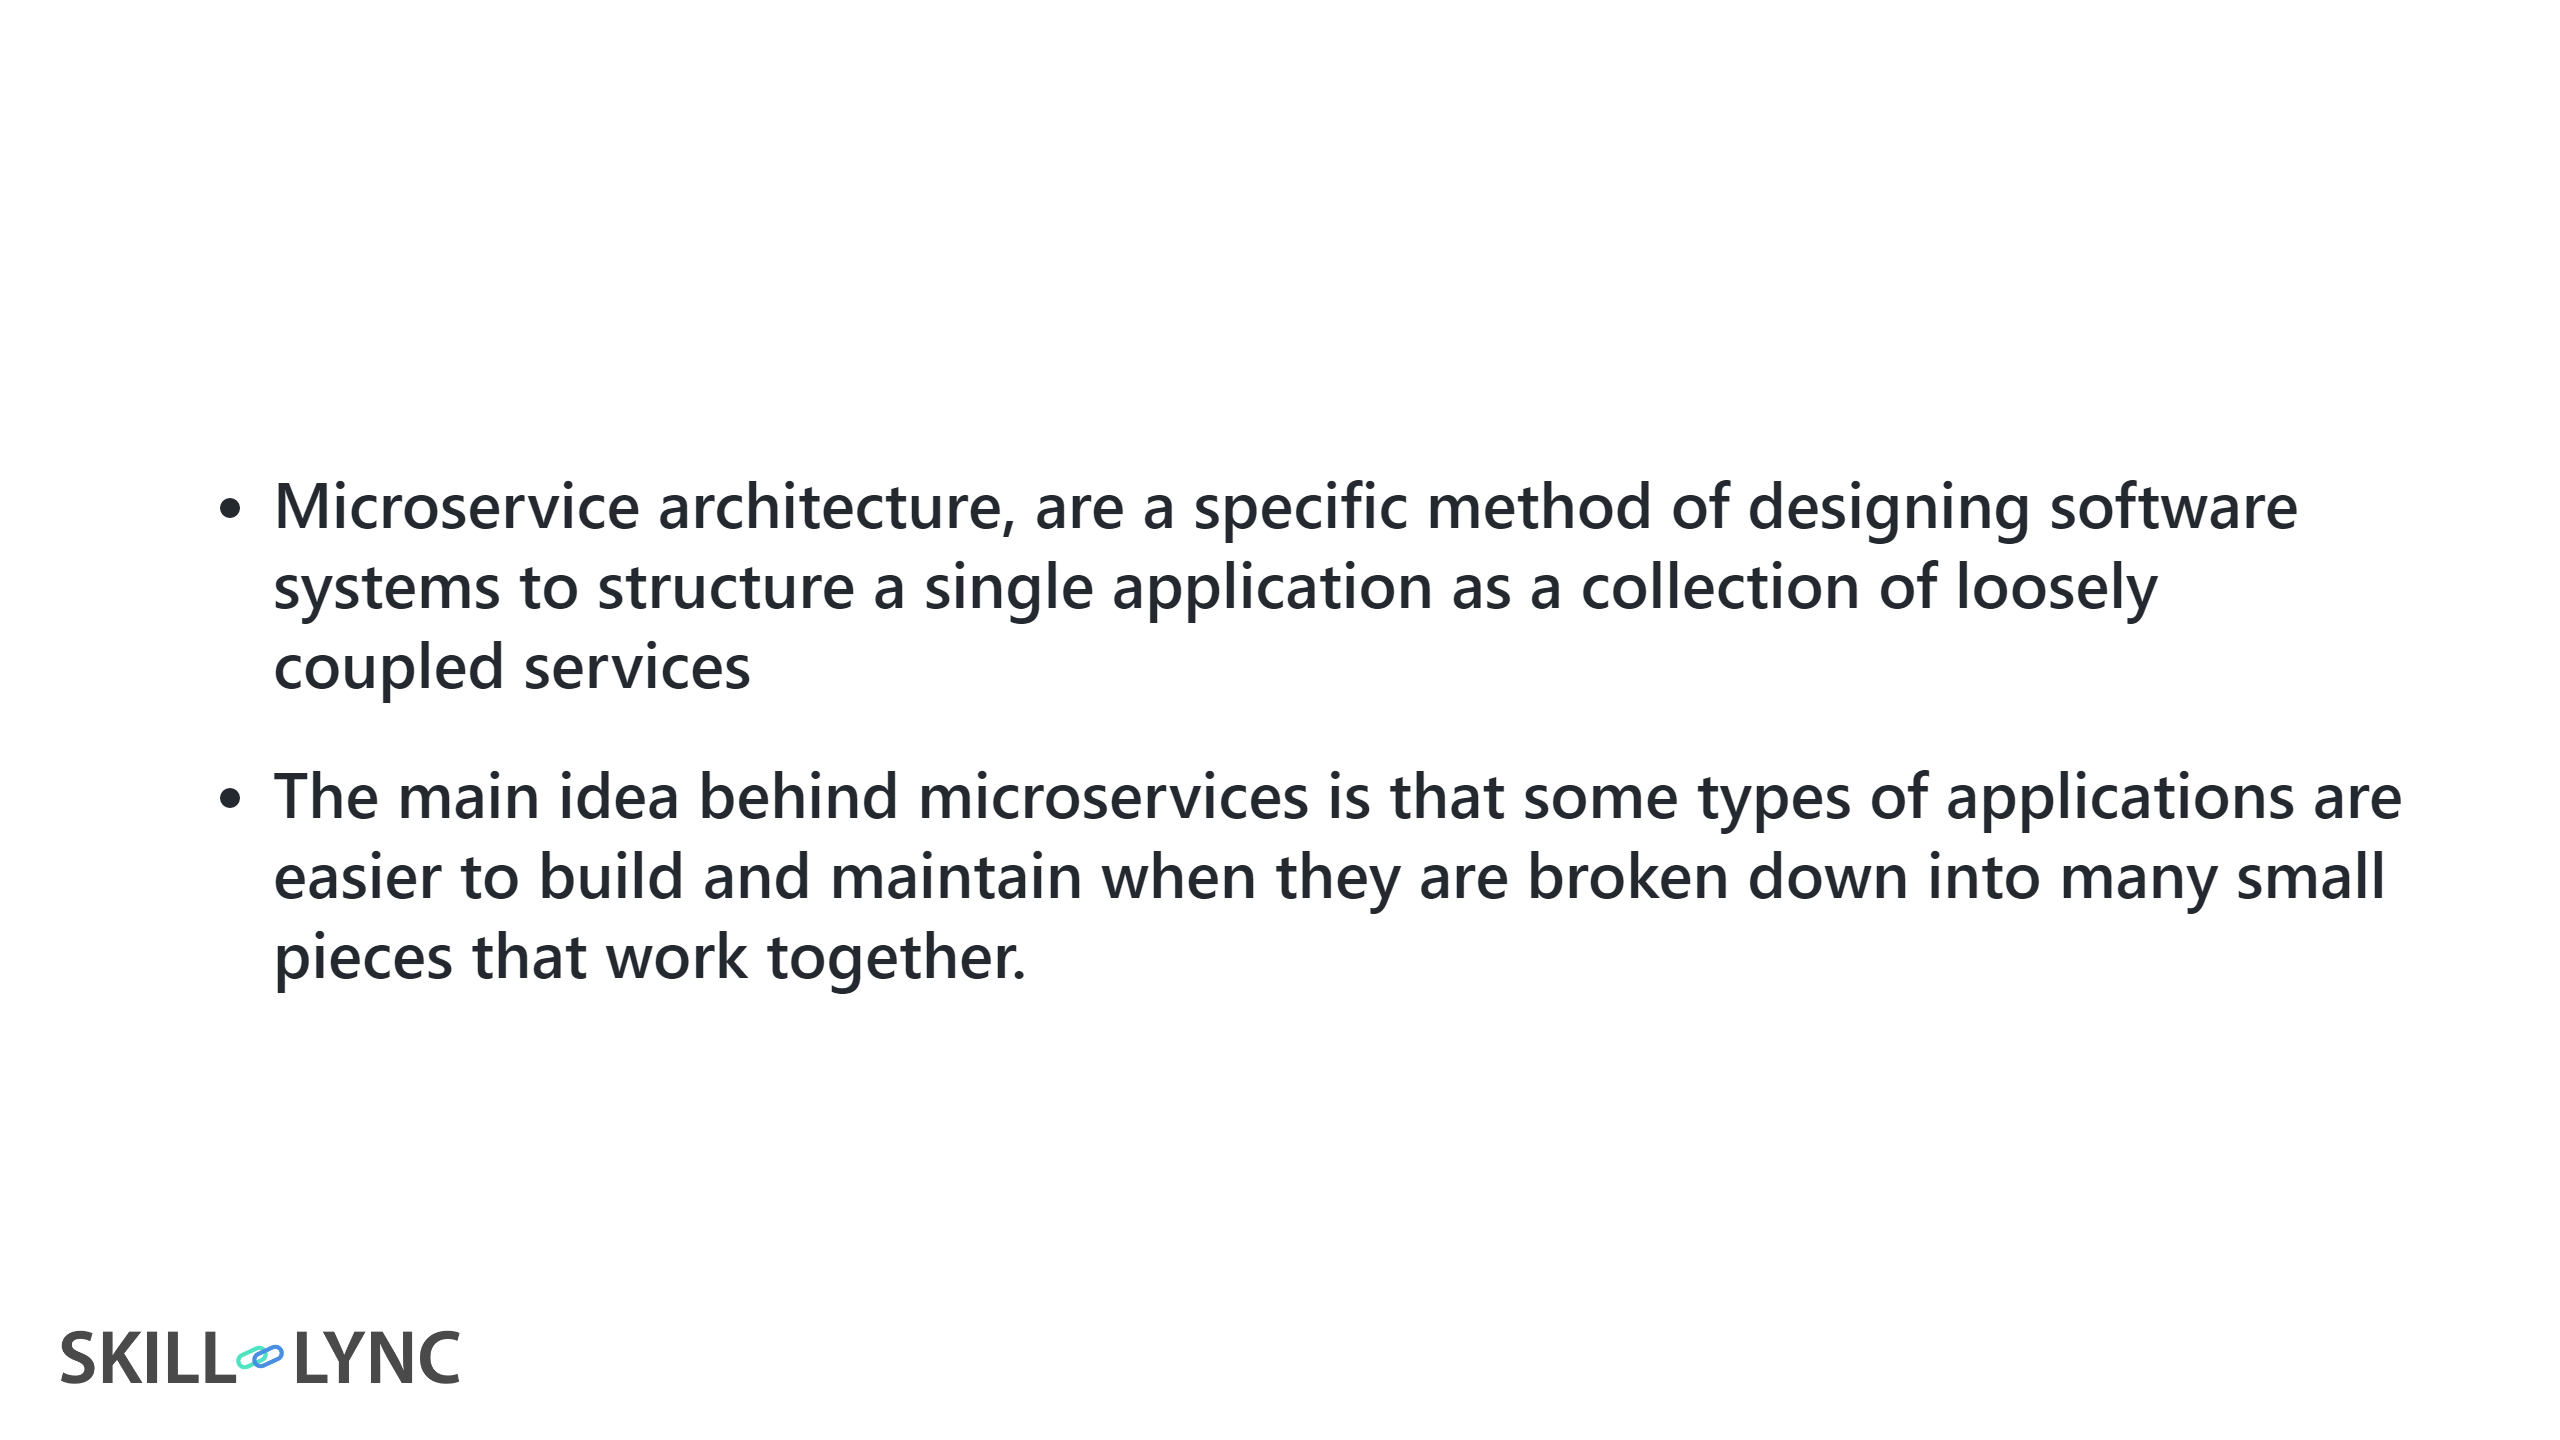 • Microservice architecture, are a specific method of designing software
systems to structure a single application as a collection of loosely
coupled services
• The main idea behind microservices is that some types of applications are
easier to build and maintain when they are broken down into many small
pieces that work together.
SKILL LYNC